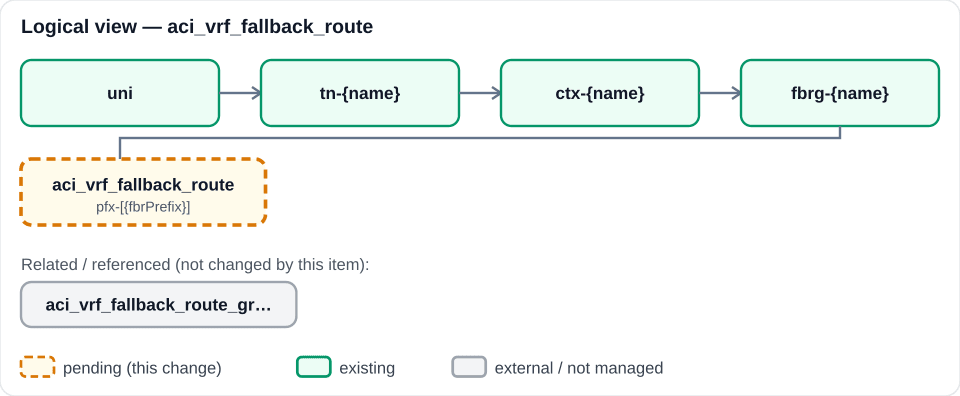 Logical view — aci_vrf_fallback_route
uni
tn-{name}
ctx-{name}
fbrg-{name}
aci_vrf_fallback_route
pfx-[{fbrPrefix}]
Related / referenced (not changed by this item):
aci_vrf_fallback_route_gr…
pending (this change)
existing
external / not managed